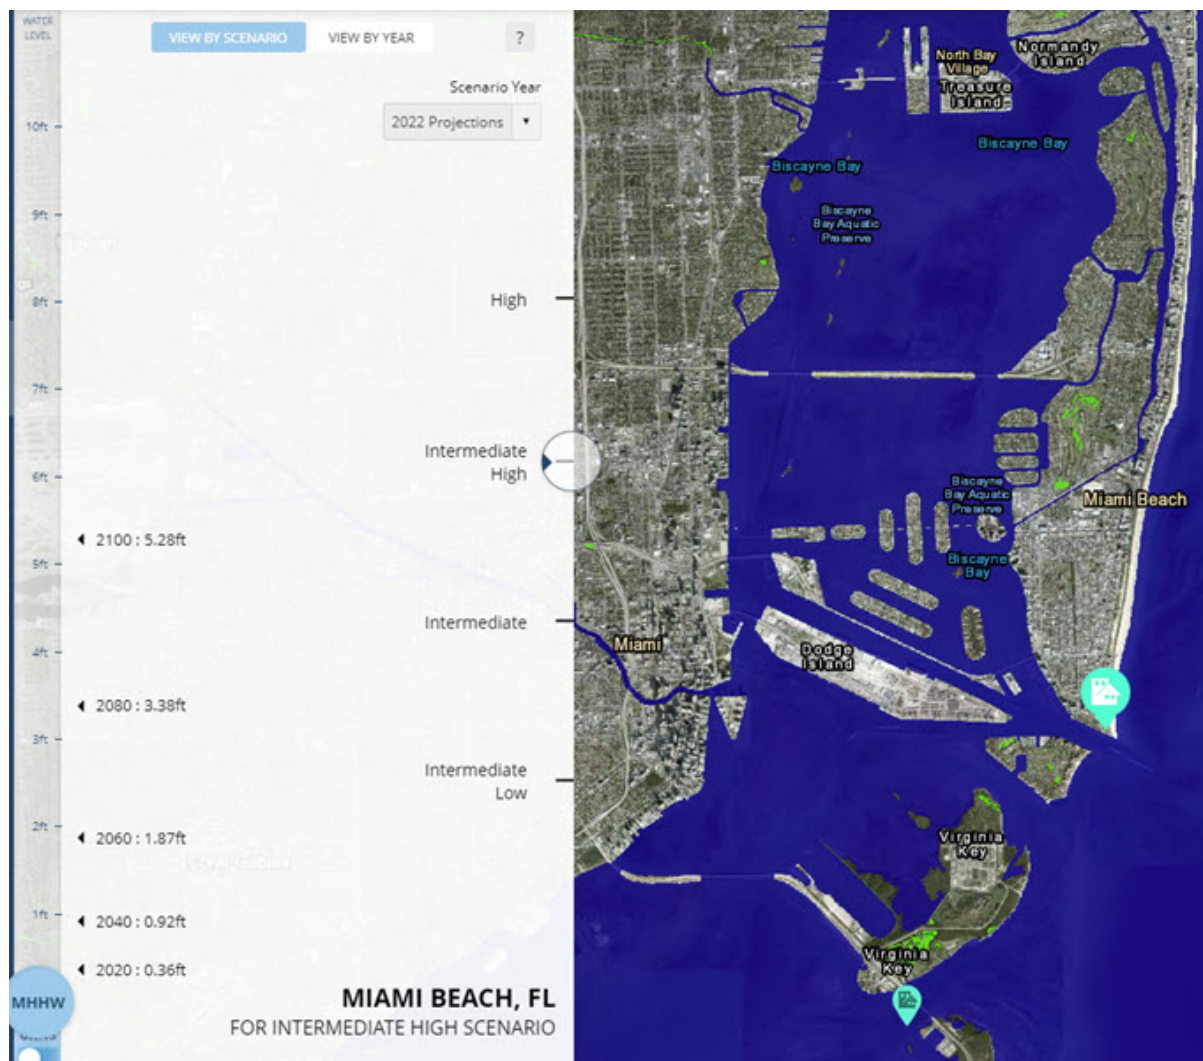 WATER
LEVEL
VIEW BY SCENARIO
VIEW BY YEAR
?
Scenario Year
2022 Projections
10ft
9ft
8ft
7ft
6ft
5ft
4ft
3ft
2ft
1ft
High
Intermediate
High
Intermediate
Intermediate
Low
2100 : 5.28ft
2080 : 3.38ft
2060 : 1.87ft
2040 : 0.92ft
2020 : 0.36ft
MHHW
MIAMI BEACH, FL
FOR INTERMEDIATE HIGH SCENARIO
Normandy
Island
North Bay
Village
Treasure
Island
Biscayne Bay
Biscayne Bay
Biscayne
Bay Aquatic
Preserve
Biscayne
Bay Aquatic
Preserve
Miami Beach
Biscayne
Bay
Miami
Dodge
Island
Virginia
Key
Virginia
Key